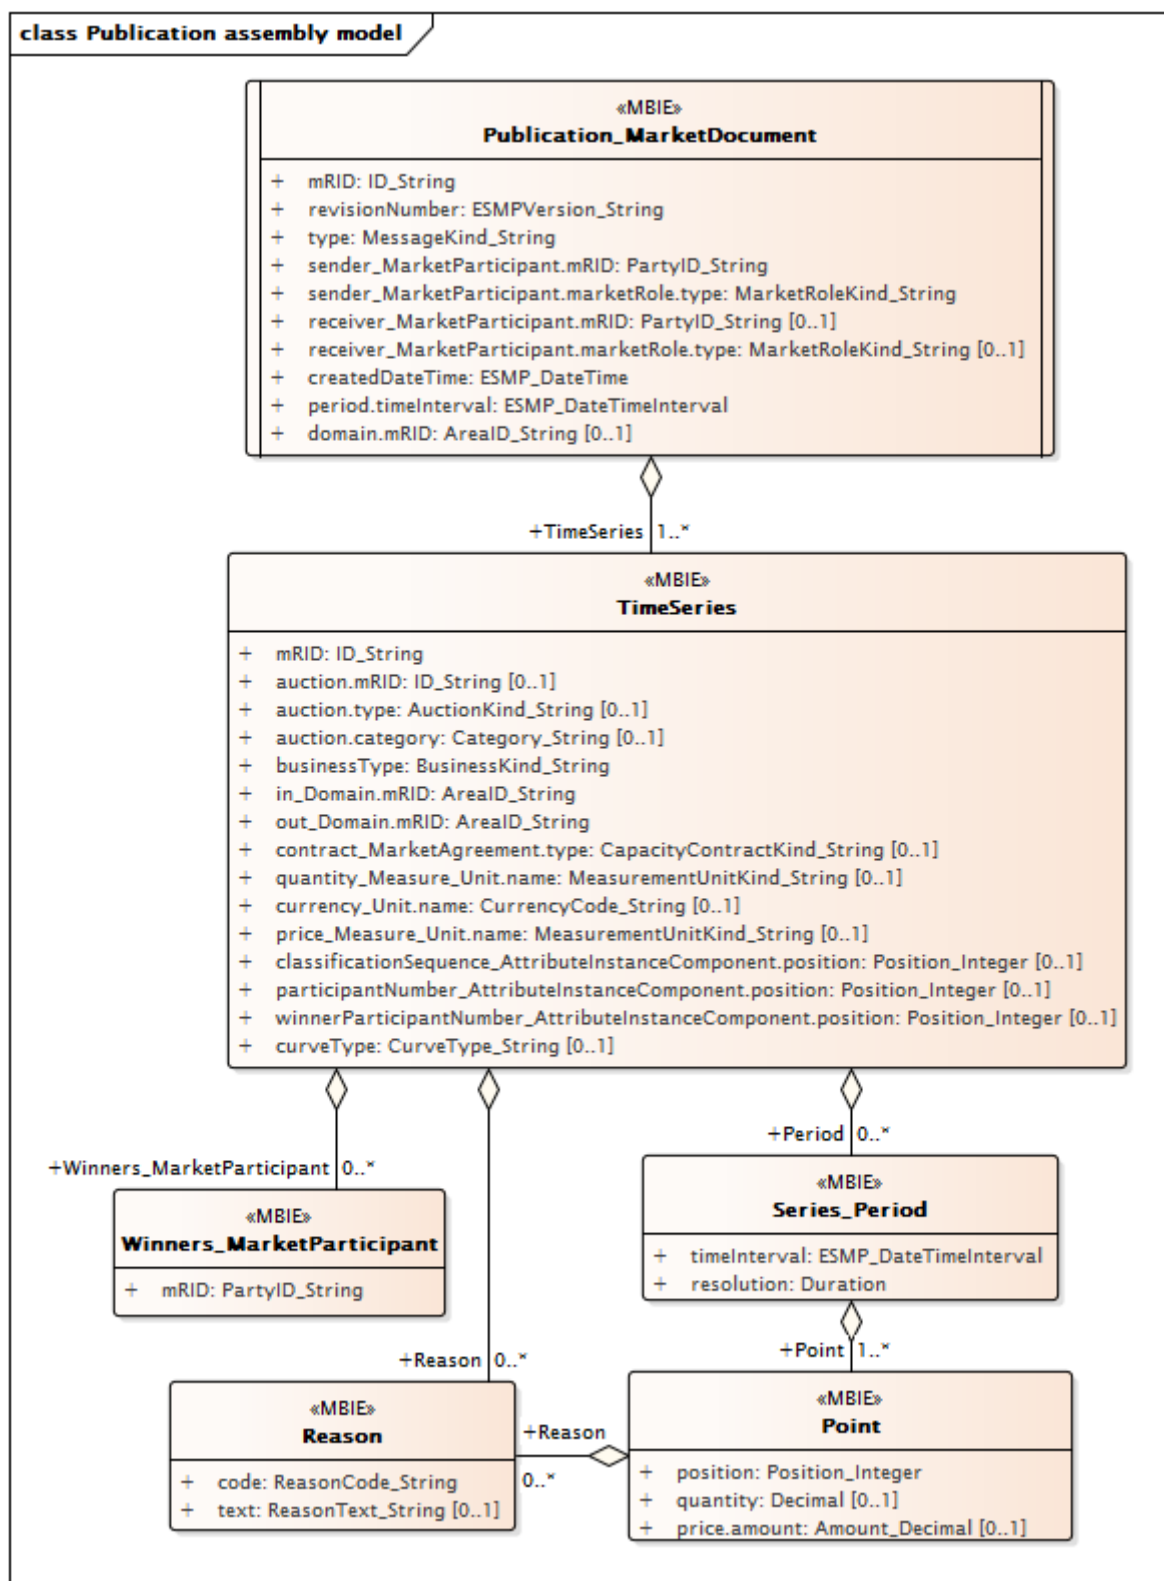 class Publication assembly model
«MBIE»
Publication_MarketDocument
+ mRID: ID_String
+ revisionNumber: ESMPVersion_String
+ type: MessageKind_String
+ sender_MarketParticipant.mRID: PartyID_String
+ sender_MarketParticipant.marketRole.type: MarketRoleKind_String
+ receiver_MarketParticipant.mRID: PartyID_String [0..1]
+ receiver_MarketParticipant.marketRole.type: MarketRoleKind_String [0..1]
+ createdDateTime: ESMP_DateTime
+ period.timeInterval: ESMP_DateTimeInterval
+ domain.mRID: AreaID_String [0..1]
+TimeSeries 1..*
«MBIE»
TimeSeries
+ mRID: ID_String
+ auction.mRID: ID_String [0..1]
+ auction.type: AuctionKind_String [0..1]
+ auction.category: Category_String [0..1]
+ businessType: BusinessKind_String
+ in_Domain.mRID: AreaID_String
+ out_Domain.mRID: AreaID_String
+ contract_MarketAgreement.type: CapacityContractKind_String [0..1]
+ quantity_Measure_Unit.name: MeasurementUnitKind_String [0..1]
+ currency_Unit.name: CurrencyCode_String [0..1]
+ price_Measure_Unit.name: MeasurementUnitKind_String [0..1]
+ classificationSequence_AttributeInstanceComponent.position: Position_Integer [0..1]
+ participantNumber_AttributeInstanceComponent.position: Position_Integer [0..1]
+ winnerParticipantNumber_AttributeInstanceComponent.position: Position_Integer [0..1]
+ curveType: CurveType_String [0..1]
+Period 0..*
+Winners_MarketParticipant 0..*
«MBIE»
Winners_MarketParticipant
+ mRID: PartyID_String
«MBIE»
Series_Period
+ timeInterval: ESMP_DateTimeInterval
+ resolution: Duration
+Point 1..*
+Reason 0..*
«MBIE»
Reason
+ code: ReasonCode_String
+ text: ReasonText_String [0..1]
+Reason
0..*
«MBIE»
Point
+ position: Position_Integer
+ quantity: Decimal [0..1]
+ price.amount: Amount_Decimal [0..1]